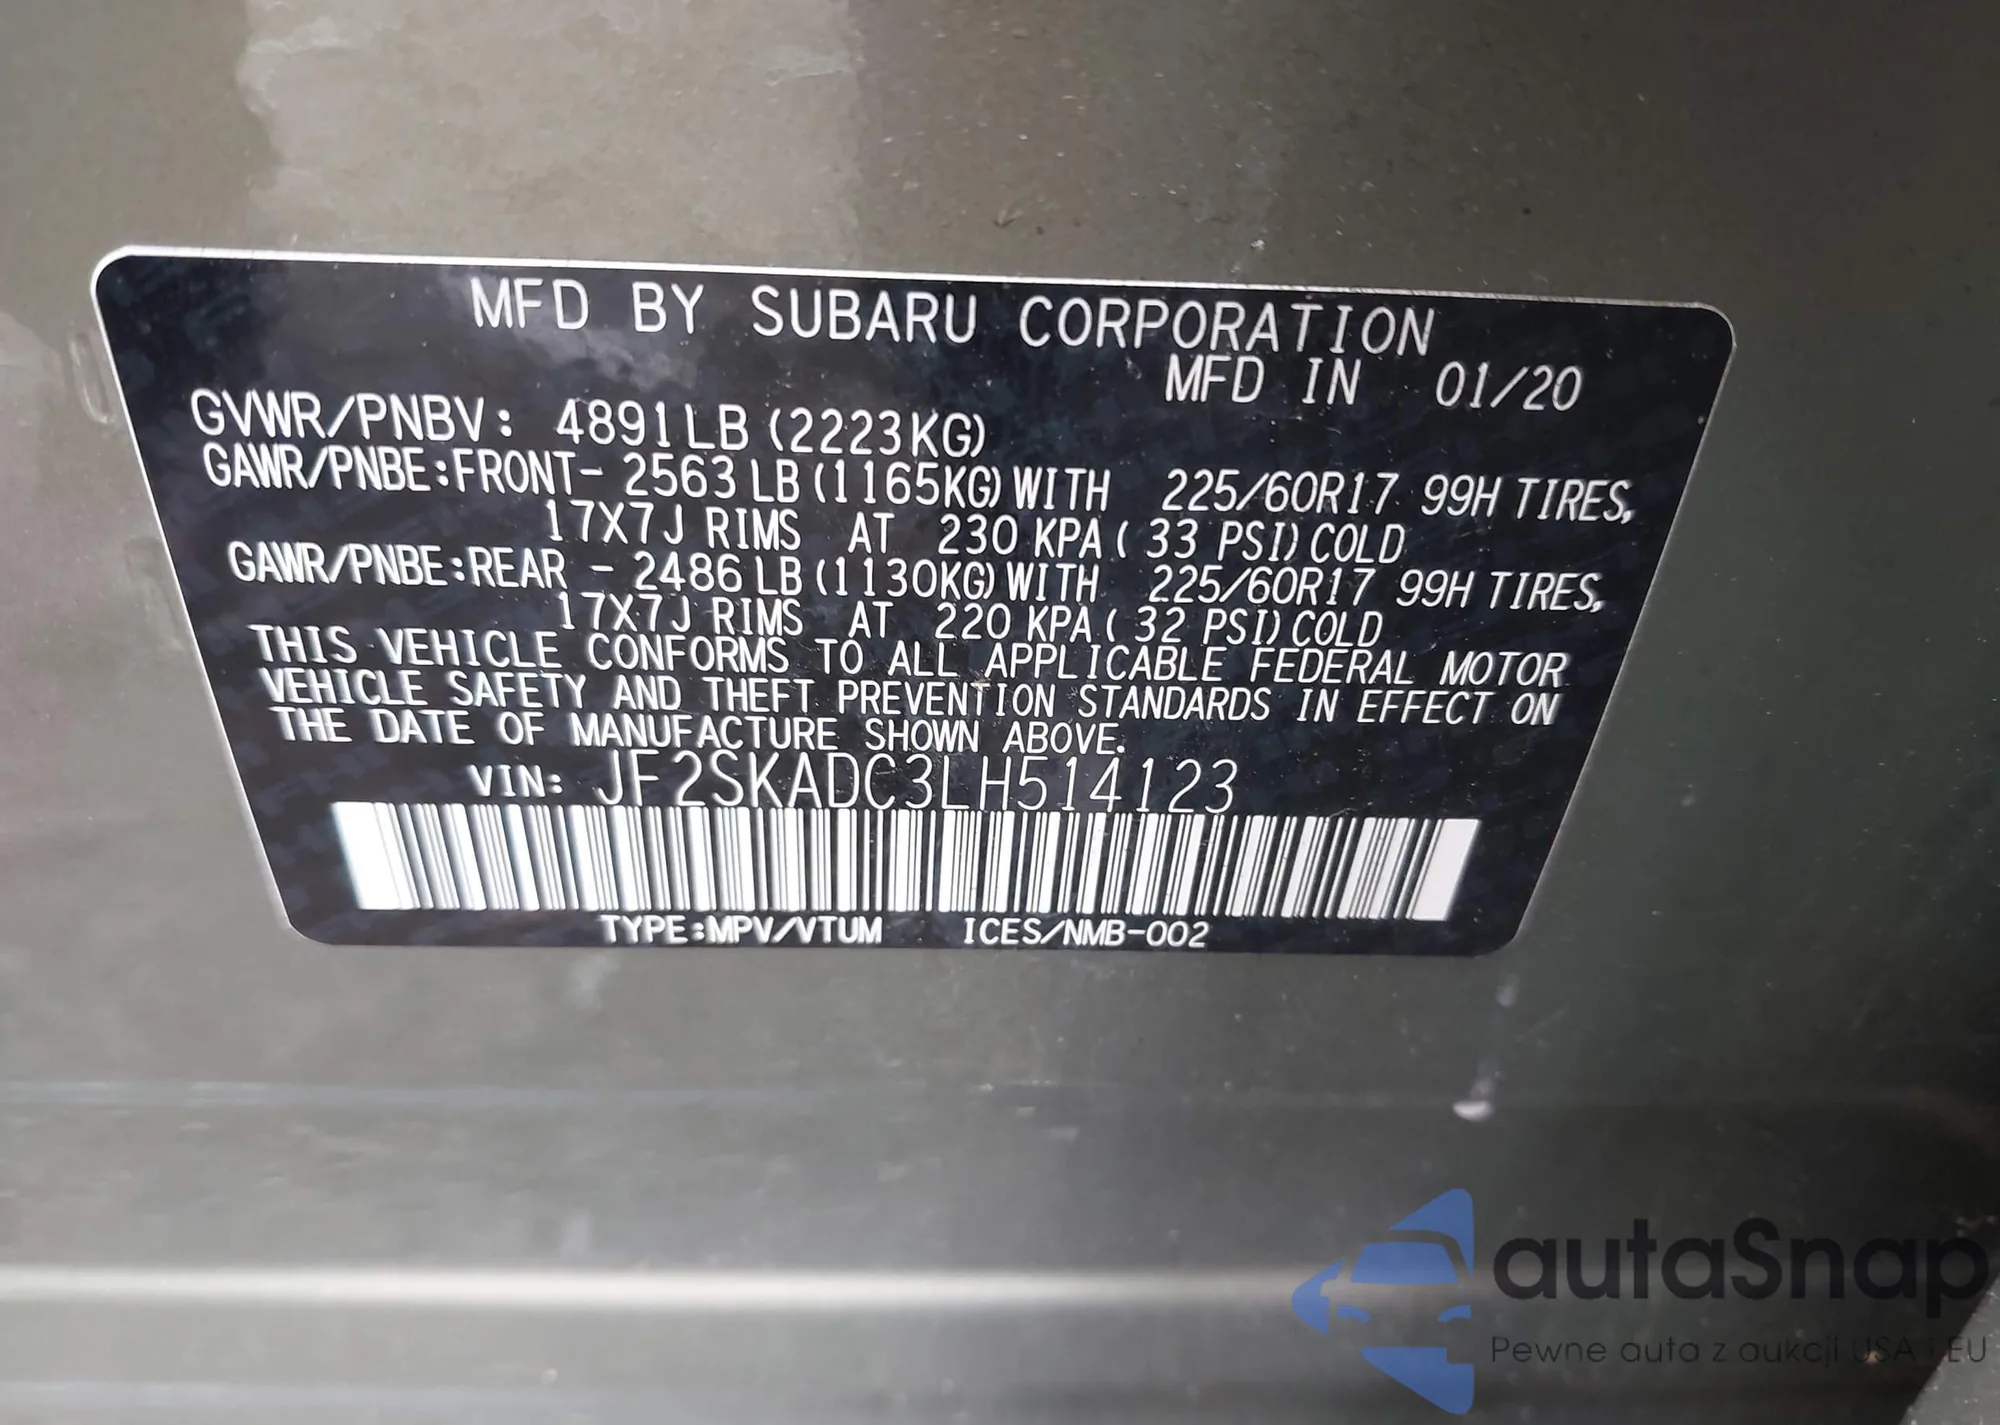 MFD BY SUBARU CORPORATION
MFD IN 01/20
GVWR/PNBV: 4891LB (2223KG)
GAWR/PNBE:FRONT- 2563 LB (1165KG) WITH 225/60R17 99H TIRES,
17X7J RIMS AT 230 KPA ( 33 PSI) COLD
GAWR/PNBE:REAR - 2486 LB (1130KG) WITH 225/60R17 99H TIRES,
17X7J RIMS AT 220 KPA ( 32 PSI) COLD
THIS VEHICLE CONFORMS TO ALL APPLICABLE FEDERAL MOTOR
VEHICLE SAFETY AND THEFT PREVENTION STANDARDS IN EFFECT ON
THE DATE OF MANUFACTURE SHOWN ABOVE.
VIN: JF2SKADC3LH514123
TYPE:MPV/VTUM ICES/NMB-002
autaSnap
Pewne auta z aukcji USA i EU